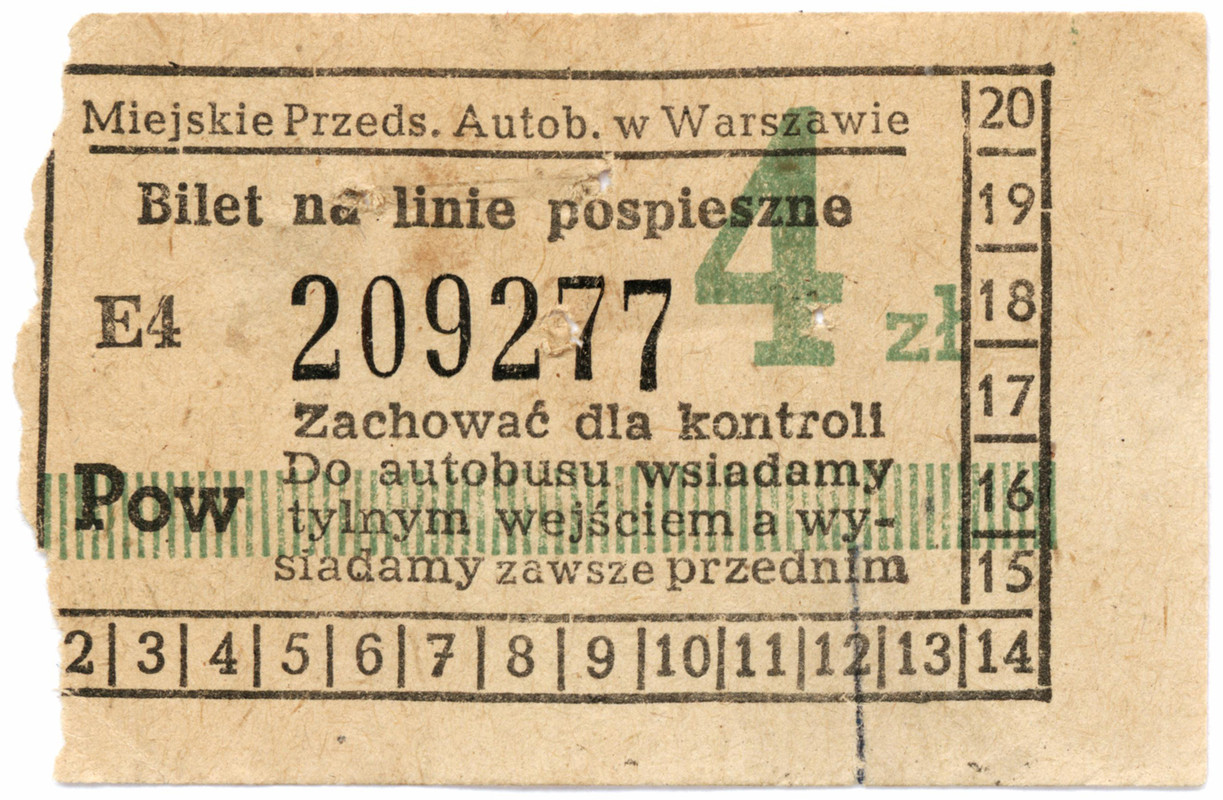 Miejskie Przeds. Autob. w Warszawie
Bilet na linie pospieszne
E4 209277 4 zł
Zachować dla kontroli
Pow
Do autobusu wsiadamy
tylnym wejściem a wy-
siadamy zawsze przednim
20
19
18
17
16
15
2 3 4 5 6 7 8 9 10 11 12 13 14